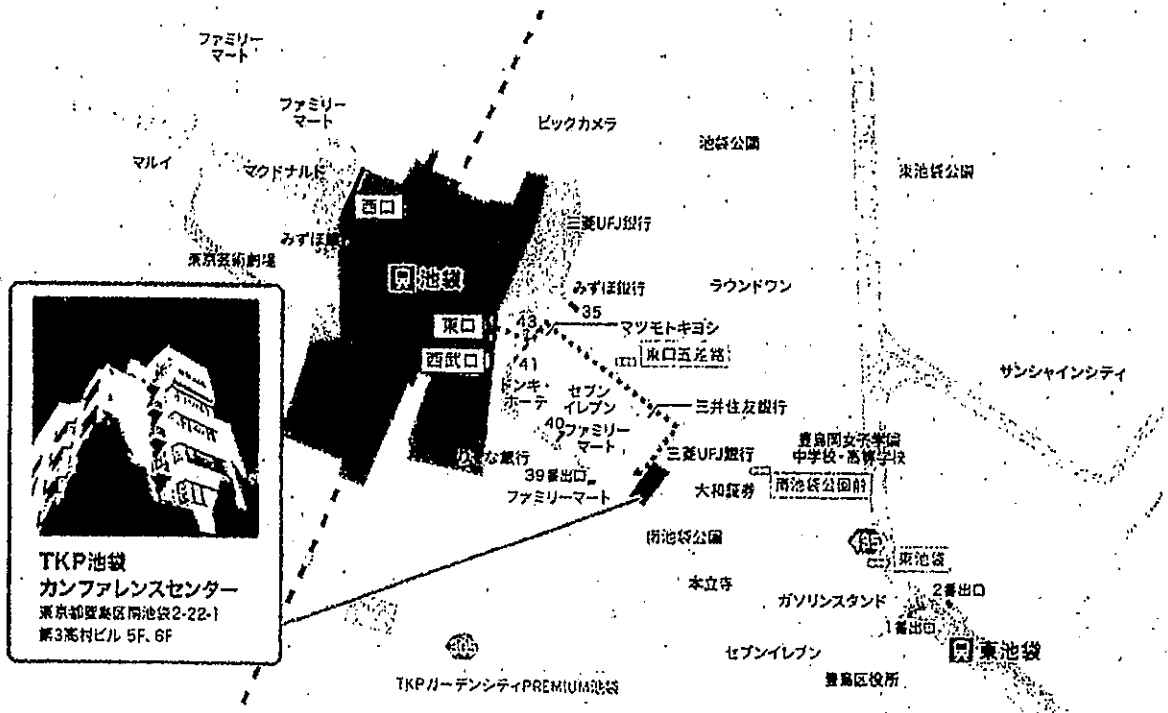 ファミリー
マート
ファミリー
マート
ビックカメラ
池袋公園
マルイ
マクドナルド
東池袋公園
西口
三菱UFJ銀行
みずほ銀
東京芸術劇場
池袋
みずほ銀行
35
ラウンドワン
東口
43
マツモトキヨシ
西武口
41
東口五差路
サンシャインシティ
ドンキ・
ホーテ
セブン
イレブン
三井住友銀行
40
ファミリー
マート
豊島岡女子学園
中学校・高等学校
りそな銀行
三菱UFJ銀行
39番出口
ファミリーマート
大和証券
南池袋公園前
南池袋公園
435
東池袋
TKP池袋
カンファレンスセンター
東京都豊島区南池袋2-22-1
第3高村ビル 5F、6F
本立寺
ガソリンスタンド
2番出口
1番出口
305
セブンイレブン
東池袋
TKPガーデンシティPREMIUM池袋
豊島区役所